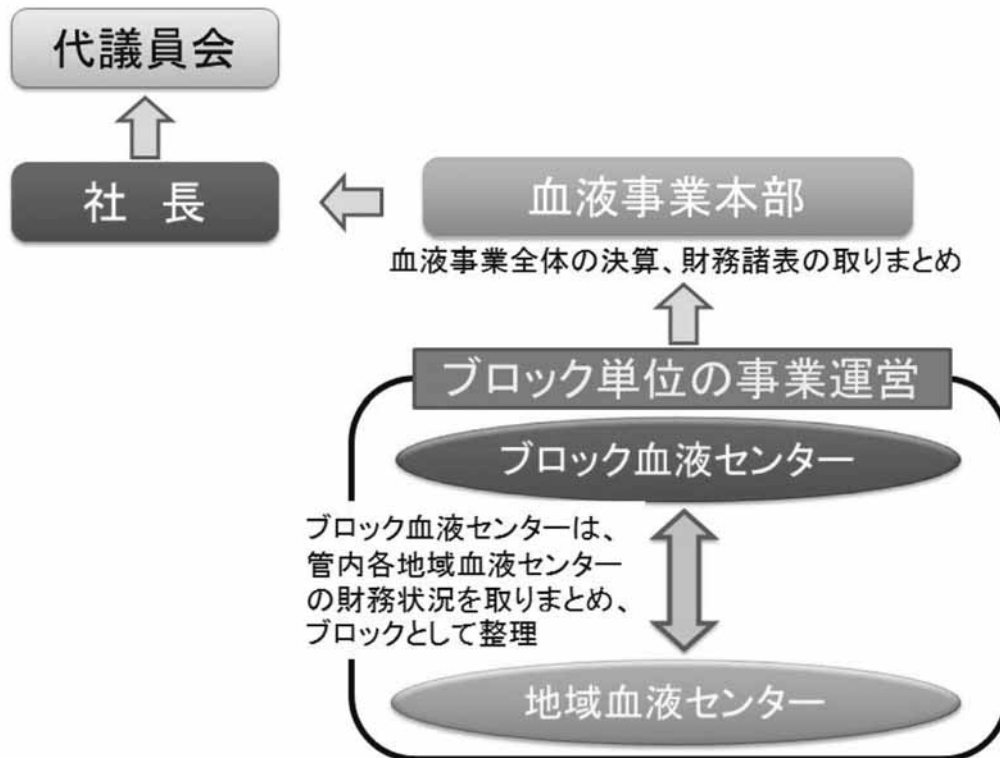 代議員会
社 長
血液事業本部
血液事業全体の決算、財務諸表の取りまとめ
ブロック単位の事業運営
ブロック血液センター
ブロック血液センターは、
管内各地域血液センター
の財務状況を取りまとめ、
ブロックとして整理
地域血液センター